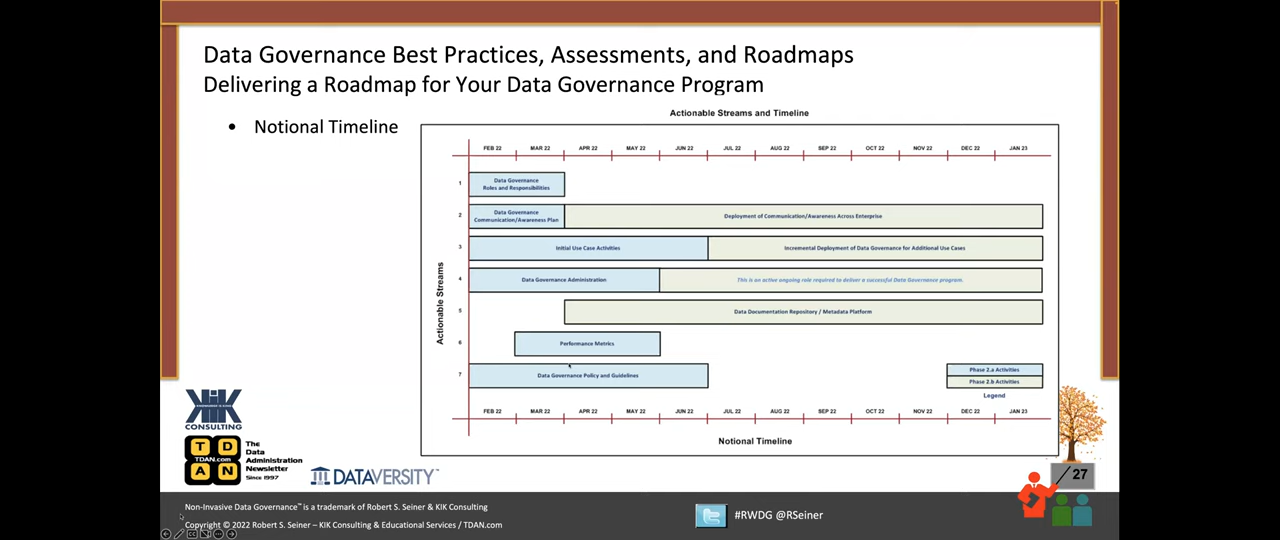 Data Governance Best Practices, Assessments, and Roadmaps
Delivering a Roadmap for Your Data Governance Program
• Notional Timeline
Actionable Streams and Timeline
FEB 22 MAR 22 APR 22 MAY 22 JUN 22 JUL 22 AUG 22 SEP 22 OCT 22 NOV 22 DEC 22 JAN 23
Actionable Streams
1
Data Governance
Roles and Responsibilities
2
Data Governance
Communication/Awareness Plan
Deployment of Communication/Awareness Across Enterprise
3
Initial Use Case Activities
Incremental Deployment of Data Governance for Additional Use Cases
4
Data Governance Administration
This is an active ongoing role required to deliver a successful Data Governance program.
5
Data Documentation Repository / Metadata Platform
6
Performance Metrics
7
Data Governance Policy and Guidelines
Phase 2.a Activities
Phase 2.b Activities
Legend
FEB 22 MAR 22 APR 22 MAY 22 JUN 22 JUL 22 AUG 22 SEP 22 OCT 22 NOV 22 DEC 22 JAN 23
Notional Timeline
KIK
CONSULTING
T D
TDAN.com
A N
The
Data
Administration
Newsletter
Since 1997
DATAVERSITY
/ 27
Non-Invasive Data Governance™ is a trademark of Robert S. Seiner & KIK Consulting
Copyright © 2022 Robert S. Seiner – KIK Consulting & Educational Services / TDAN.com
#RWDG @RSeiner